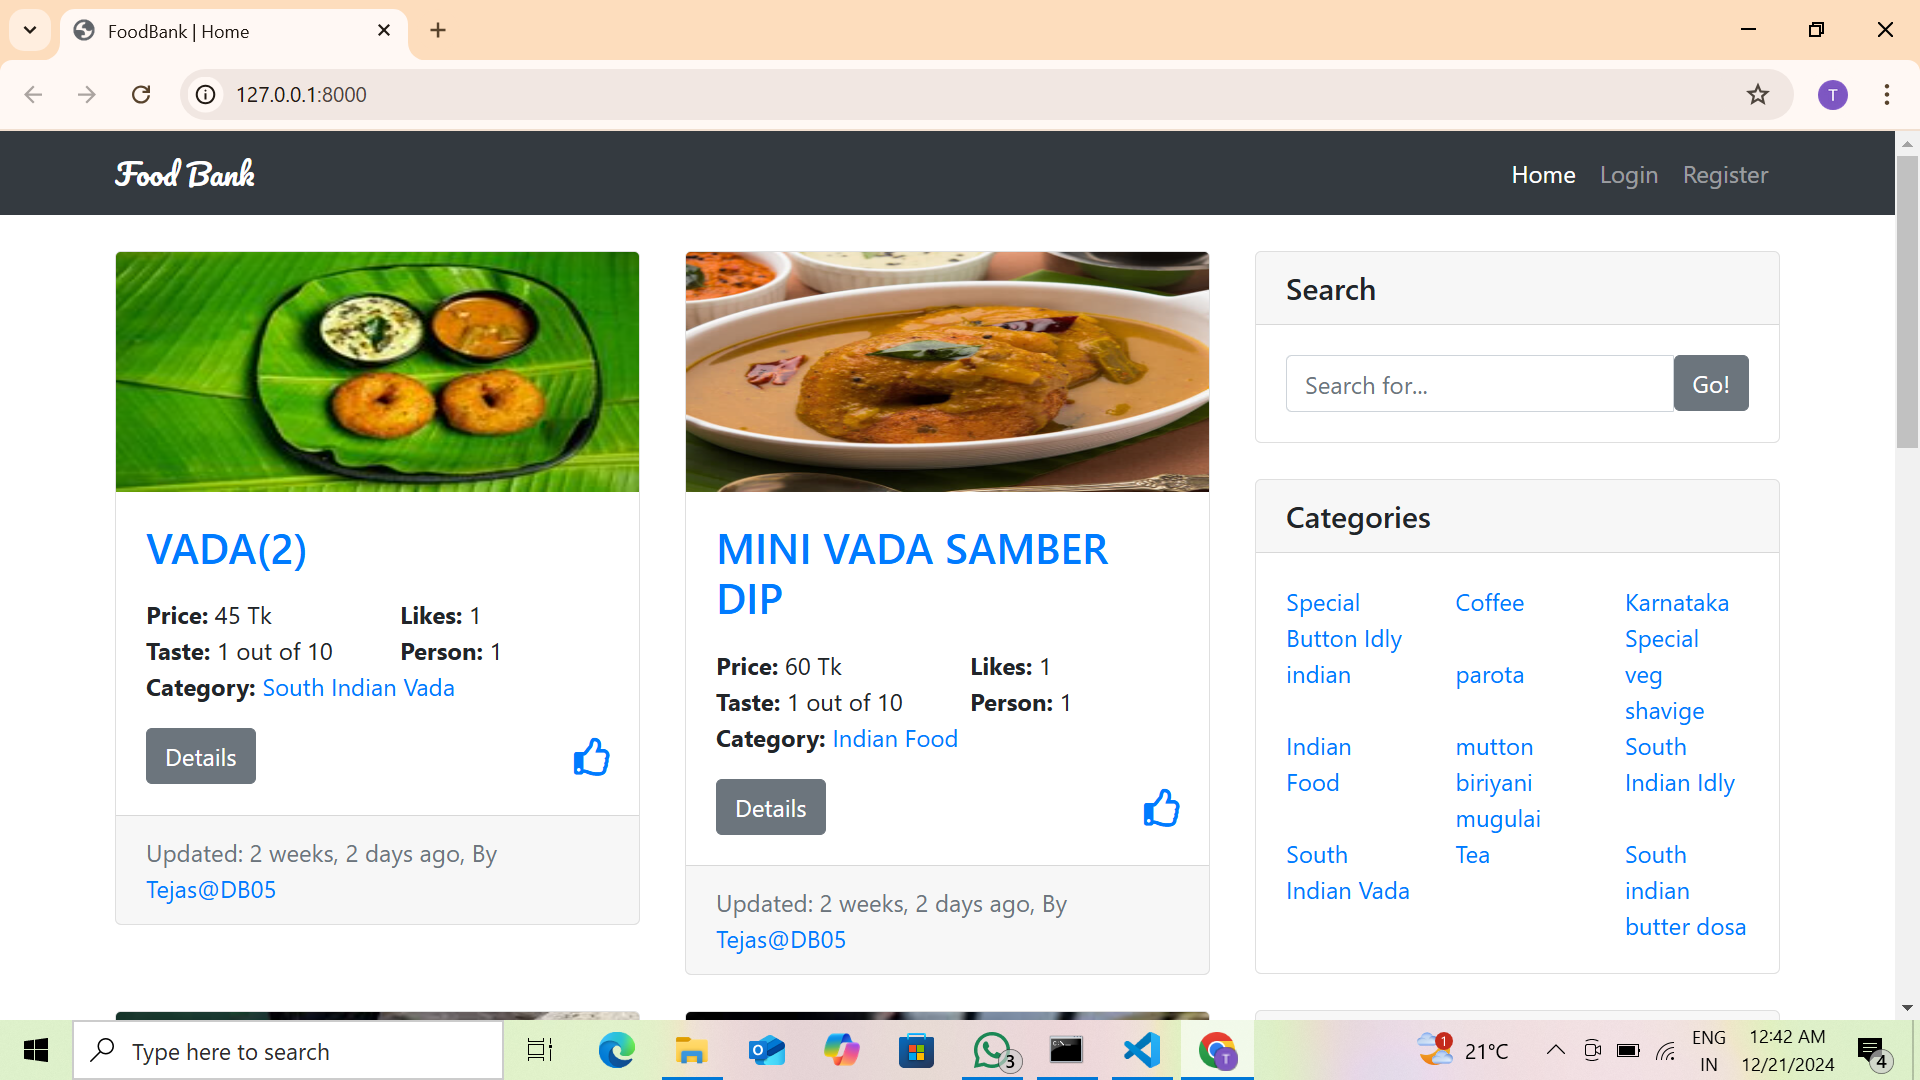 FoodBank | Home
127.0.0.1:8000
T
Food Bank
Home Login Register
VADA(2)
Price: 45 Tk Likes: 1
Taste: 1 out of 10 Person: 1
Category: South Indian Vada
Details
Updated: 2 weeks, 2 days ago, By
Tejas@DB05
MINI VADA SAMBER
DIP
Price: 60 Tk Likes: 1
Taste: 1 out of 10 Person: 1
Category: Indian Food
Details
Updated: 2 weeks, 2 days ago, By
Tejas@DB05
Search
Search for... Go!
Categories
Special Coffee Karnataka
Button Idly Special
indian parota veg
shavige
Indian mutton South
Food biriyani Indian Idly
mugulai
South Tea South
Indian Vada indian
butter dosa
Type here to search
3
T
1
21°C
ENG
IN
12:42 AM
12/21/2024
4